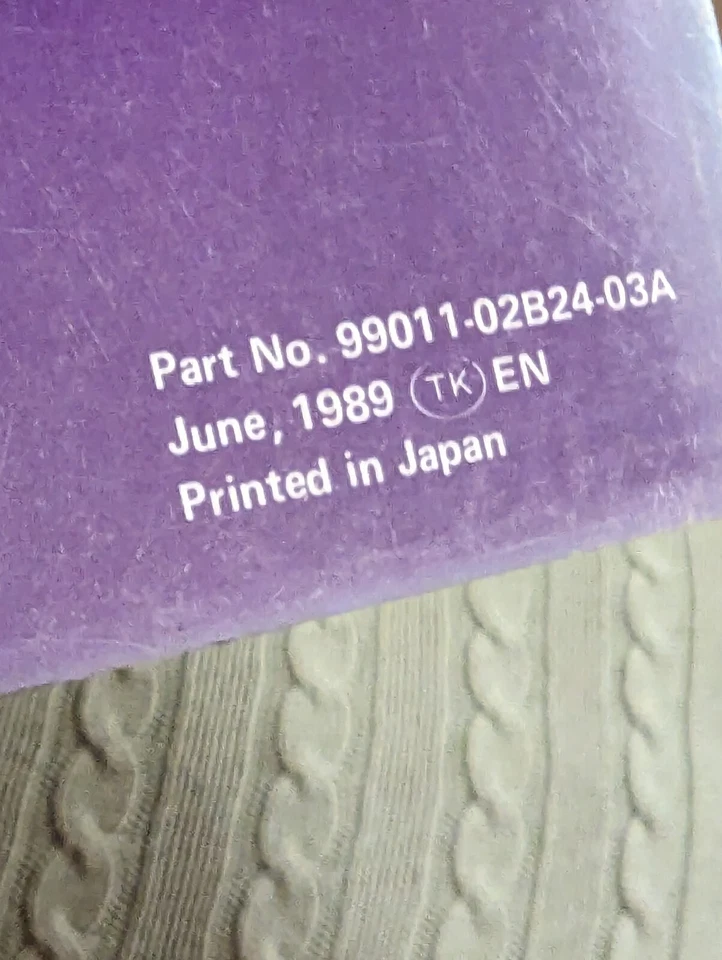 Part No. 99011-02B24-03A
June, 1989 TK EN
Printed in Japan